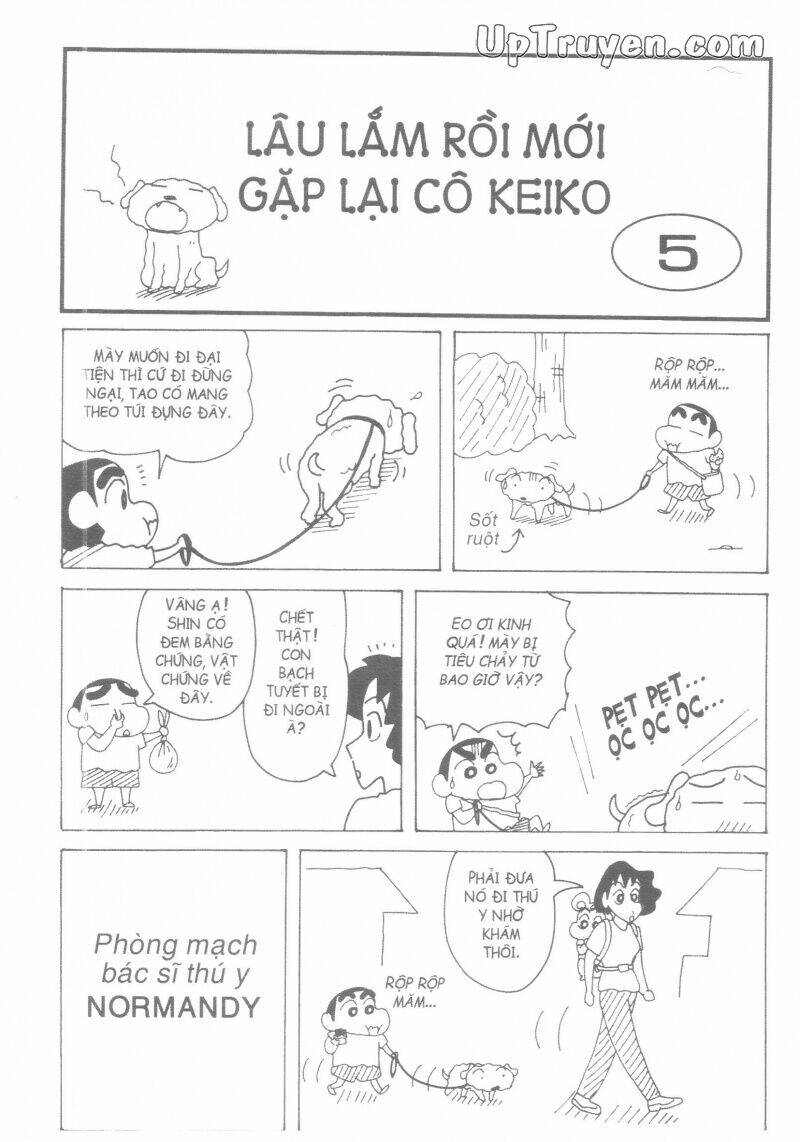 UpTruyen.com
LÂU LẮM RỒI MỚI
GẶP LẠI CÔ KEIKO
5
RỘP RỘP...
MĂM MĂM...
Sốt
ruột
MÀY MUỐN ĐI ĐẠI
TIỆN THÌ CỨ ĐI ĐỪNG
NGẠI, TAO CÓ MANG
THEO TÚI ĐỰNG ĐÂY.
PẸT PẸT...
ỌC ỌC ỌC...
EO ƠI KINH
QUÁ! MÀY BỊ
TIÊU CHẢY TỪ
BAO GIỜ VẬY?
CHẾT
THẬT!
CON
BẠCH
TUYẾT BỊ
ĐI NGOÀI
À?
VÂNG Ạ!
SHIN CÓ
ĐEM BẰNG
CHỨNG, VẬT
CHỨNG VỀ
ĐÂY.
PHẢI ĐƯA
NÓ ĐI THÚ
Y NHỜ
KHÁM
THÔI.
RỘP RỘP
MĂM...
Phòng mạch
bác sĩ thú y
NORMANDY